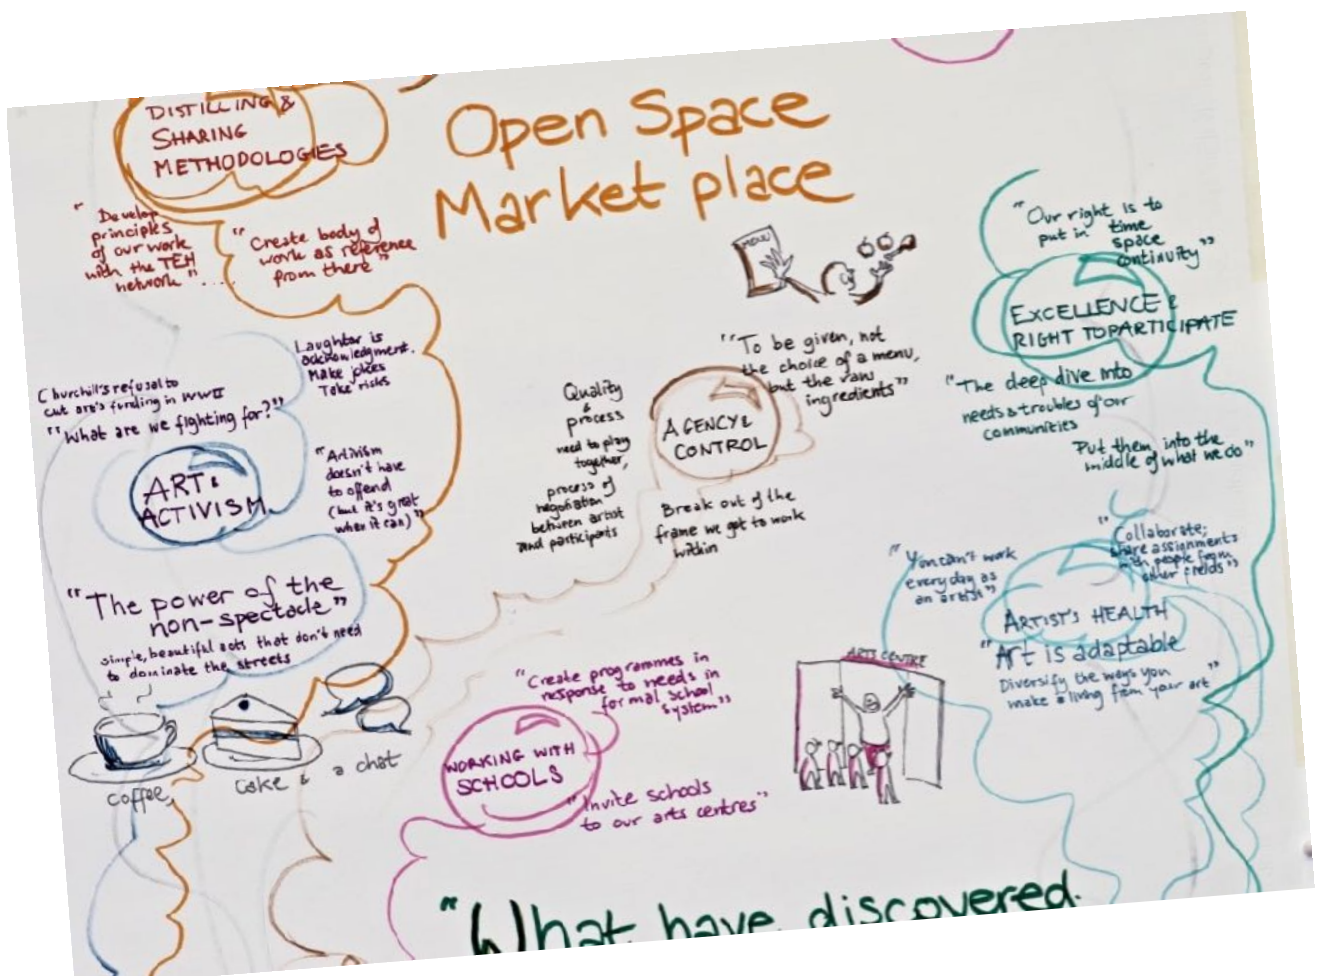 Open Space
Market place
DISTILLING &
SHARING
METHODOLOGIES
"Develop
principles
of our work
with the TEH
network"....
"Create body of
work as reference
from there"
Laughter is
acknowledgment.
Make jokes
Take risks
Churchill's refusal to
cut art's funding in WWII
"What are we fighting for?"
ART &
ACTIVISM
"Artivism
doesn't have
to offend
(but it's great
when it can)"
"The power of the
non-spectacle"
simple, beautiful acts that don't need
to dominate the streets
coffee,
cake & a chat
MENU
"To be given, not
the choice of a menu,
but the raw
ingredients"
Quality
&
process
need to play
together,
process of
negotiation
between artist
and participants
AGENCY &
CONTROL
Break out of the
frame we got to work
within
"Create programmes in
response to needs in
formal school
system"
WORKING WITH
SCHOOLS
"Invite schools
to our arts centres"
ARTS CENTRE
"Our right is to
put in time
space
continuity"
EXCELLENCE &
RIGHT TO PARTICIPATE
"The deep dive into
needs & troubles of our
communities
Put them into the
middle of what we do"
"Collaborate;
share assignments
with people from
other fields"
"You can't work
everyday as
an artist"
ARTIST'S HEALTH
"Art is adaptable
Diversify the ways you
make a living from your art"
"What have discovered.